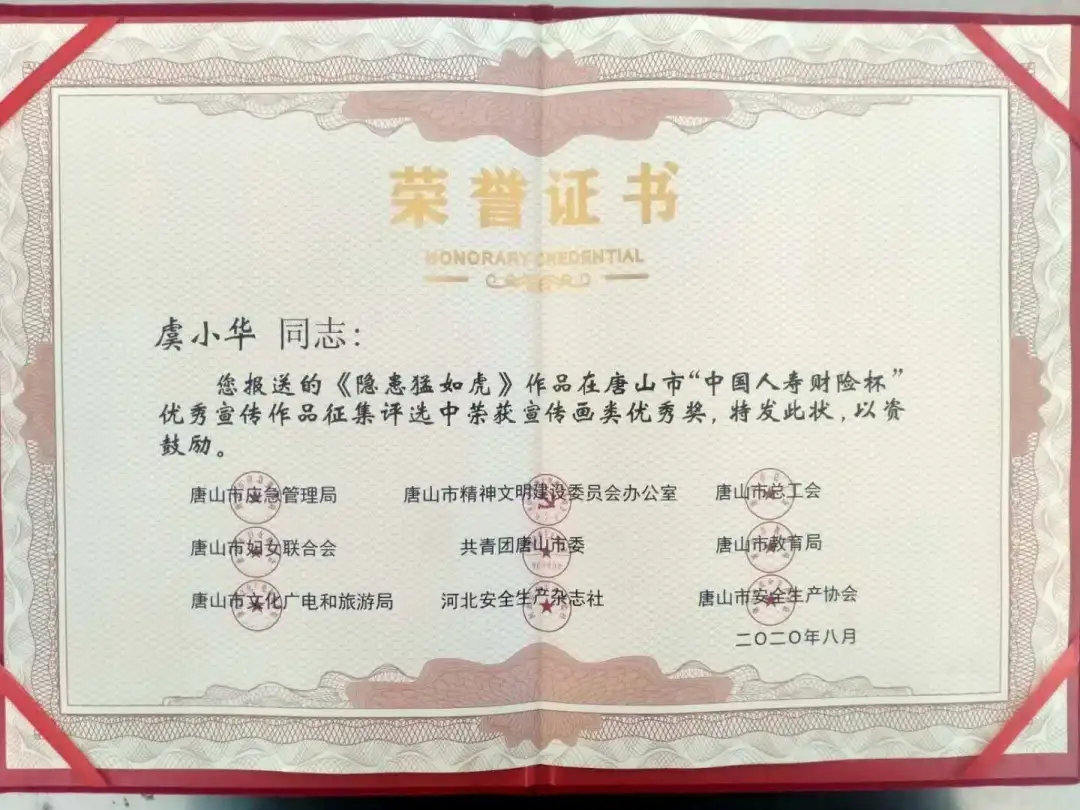 荣誉证书
HONORARY CREDENTIAL
虞小华 同志：
您报送的《隐患猛如虎》作品在唐山市“中国人寿财险杯”
优秀宣传作品征集评选中荣获宣传画类优秀奖，特发此状，以资
鼓励。
唐山市应急管理局 唐山市精神文明建设委员会办公室 唐山市总工会
唐山市妇女联合会 共青团唐山市委 唐山市教育局
唐山市文化广电和旅游局 河北安全生产杂志社 唐山市安全生产协会
二〇二〇年八月